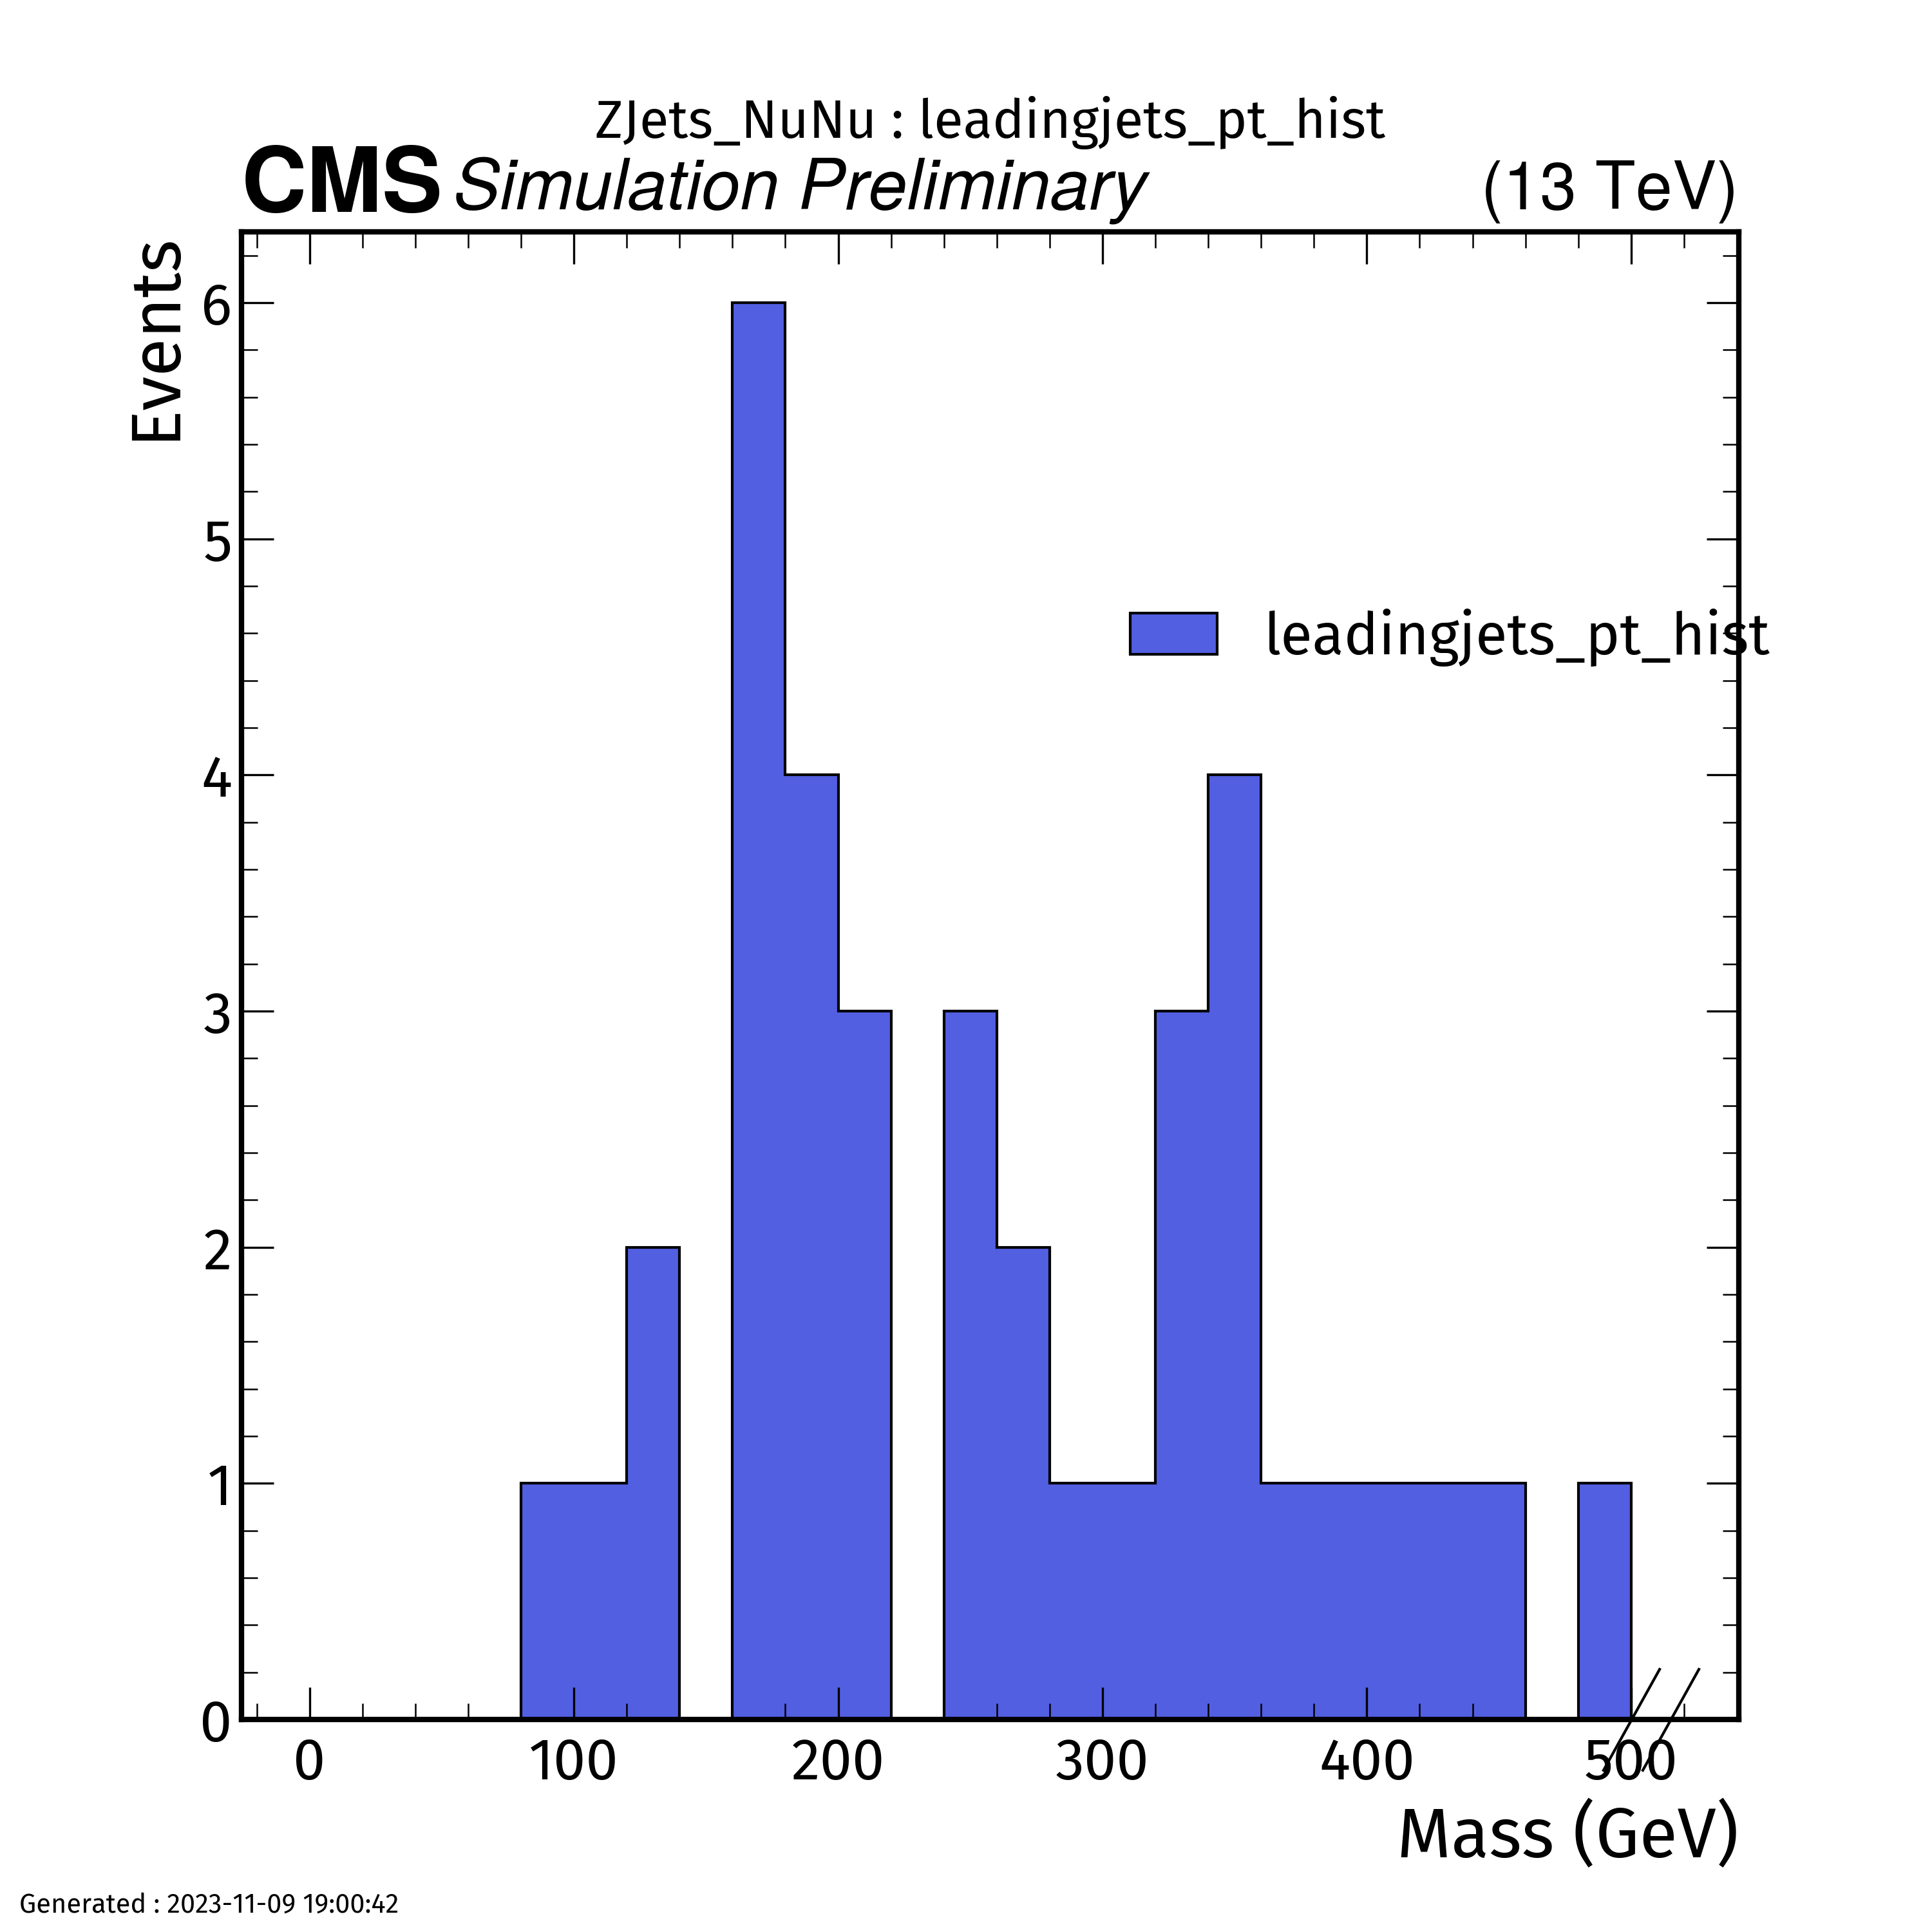 ZJets_NuNu : leadingjets_pt_hist
CMS Simulation Preliminary (13 TeV)
Events
6
5
leadingjets_pt_hist
4
3
2
1
0
0 100 200 300 400 500
Mass (GeV)
Generated : 2023-11-09 19:00:42